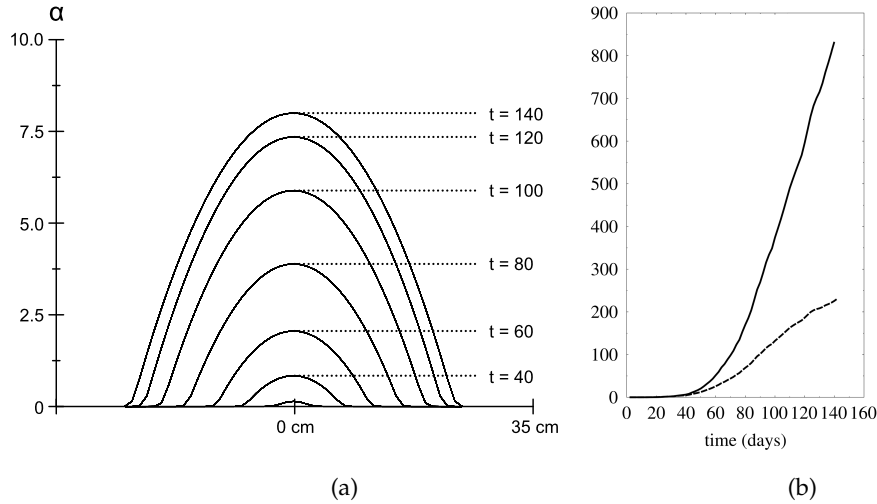 α
10.0
7.5
5.0
2.5
0
t = 140
t = 120
t = 100
t = 80
t = 60
t = 40
0 cm
35 cm
(a)
900
800
700
600
500
400
300
200
100
0
0 20 40 60 80 100 120 140 160
time (days)
(b)